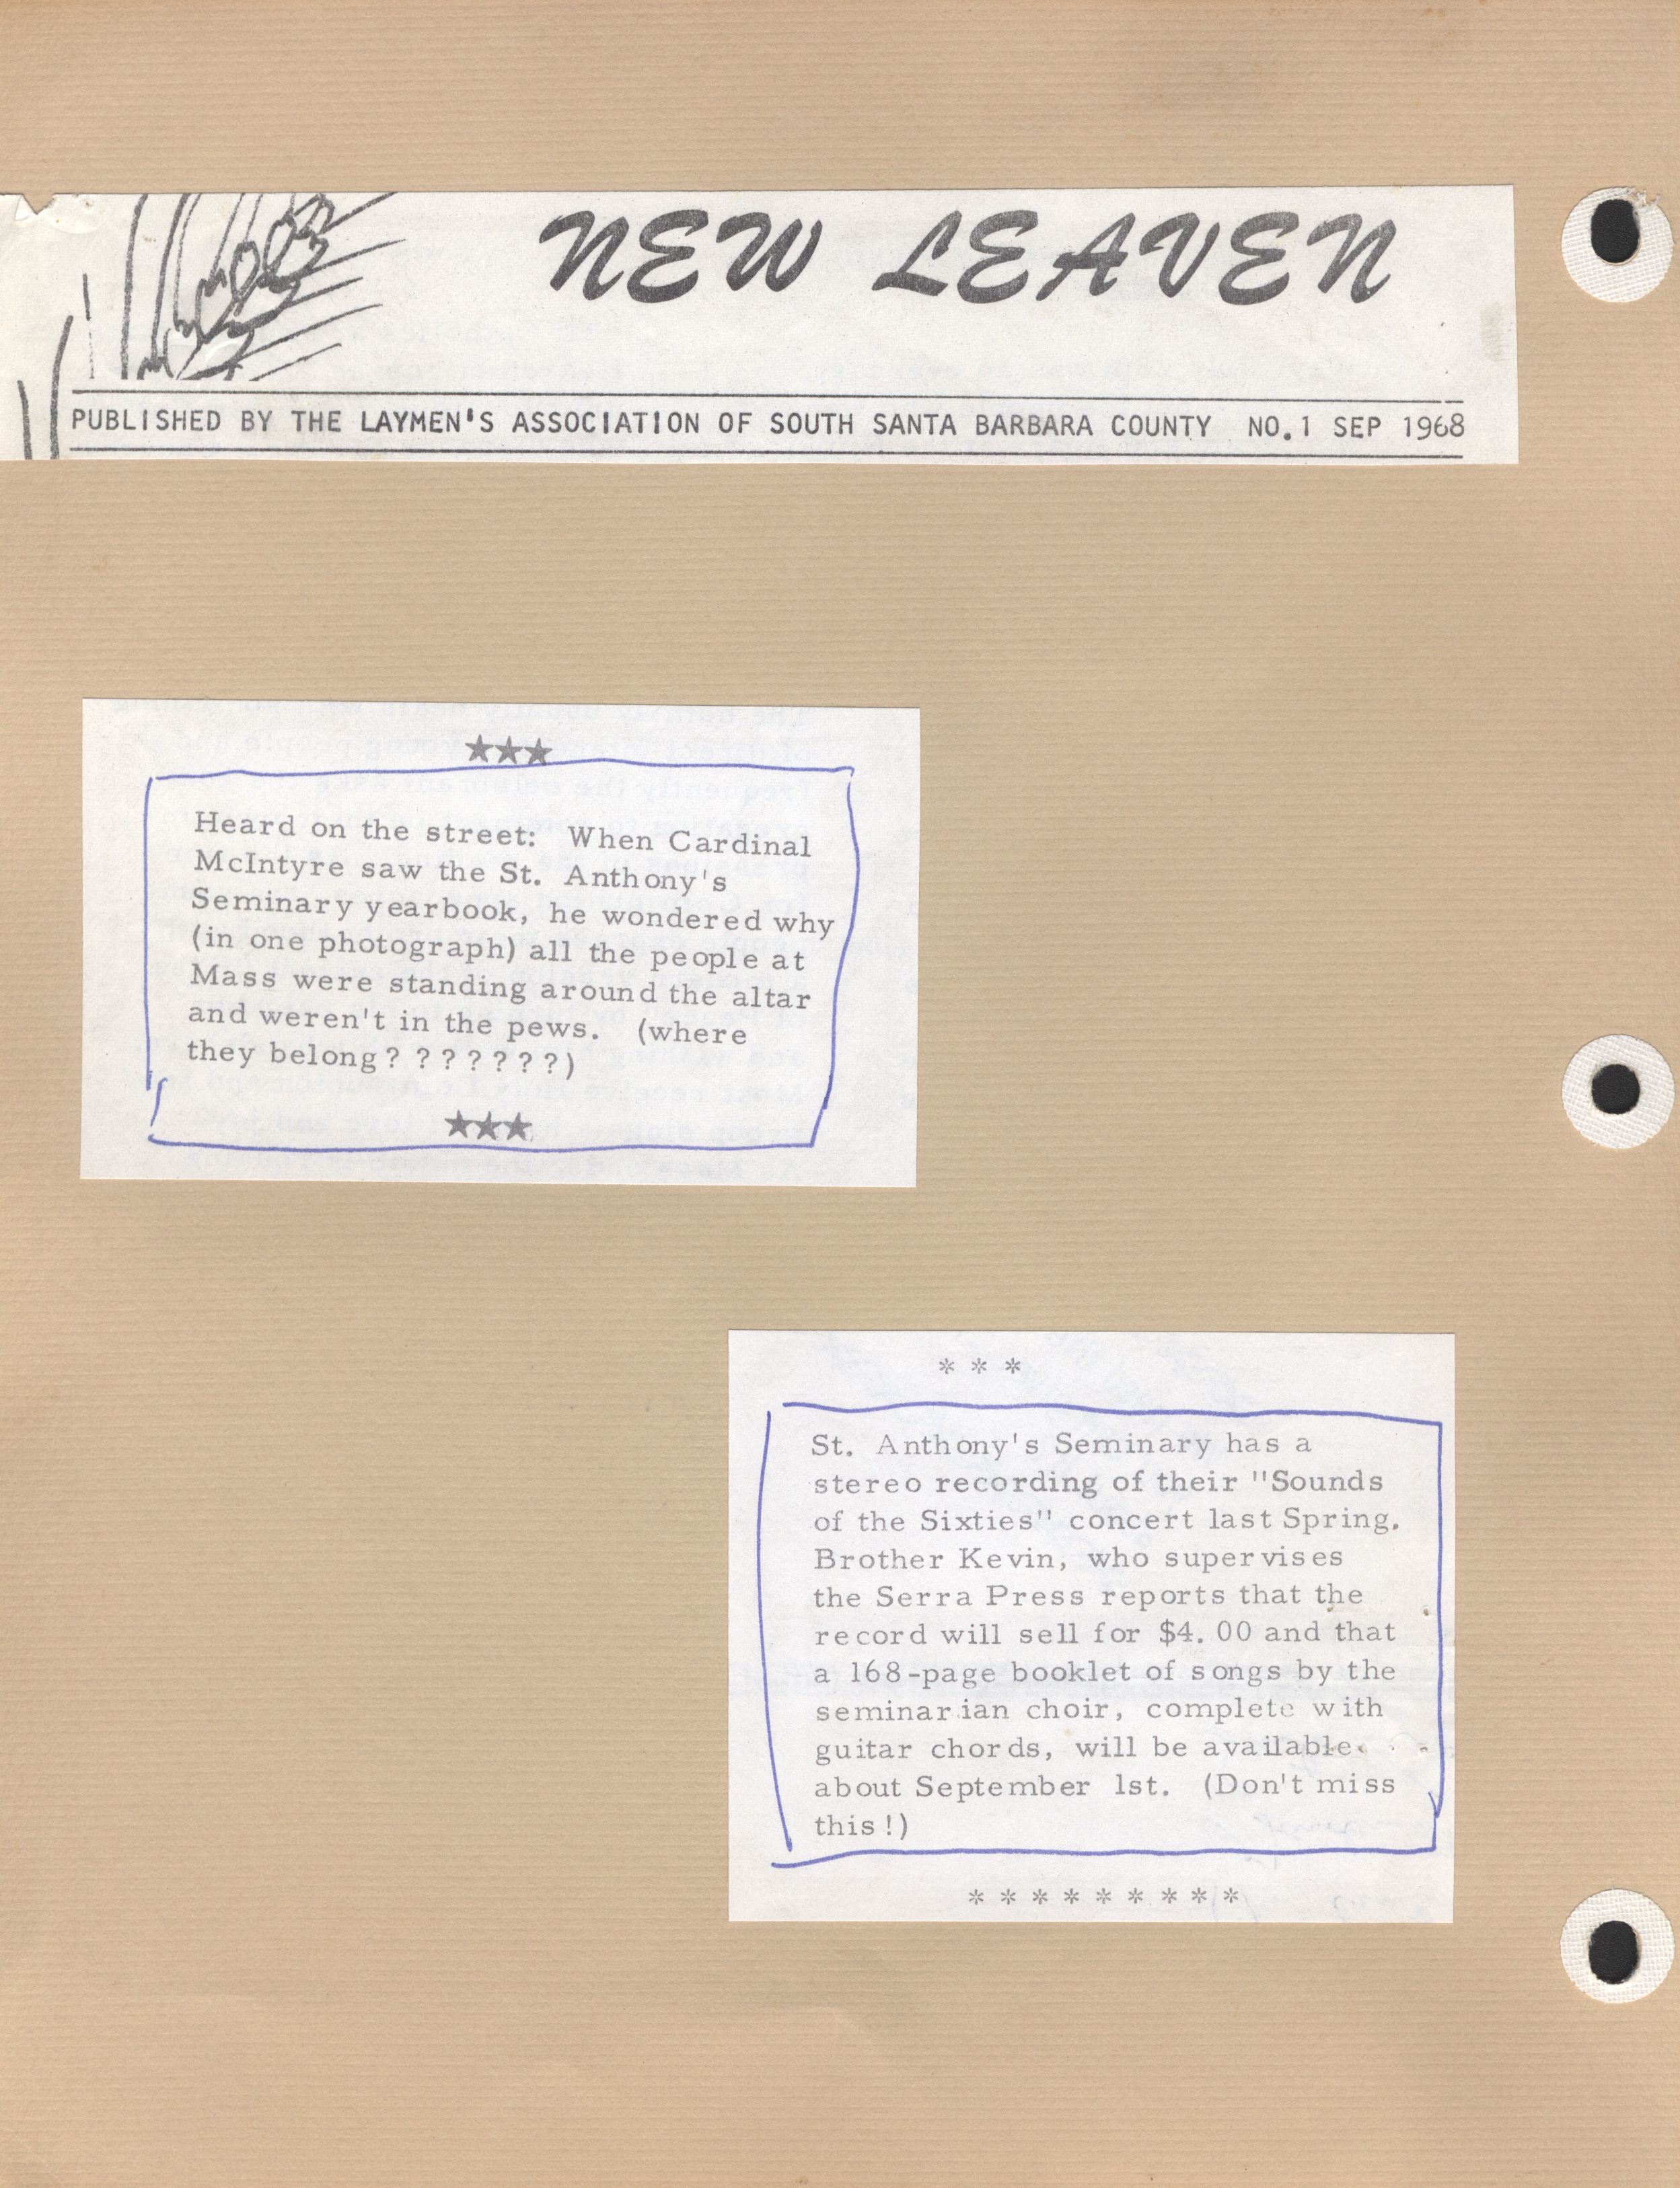 NEW LEAVEN
PUBLISHED BY THE LAYMEN'S ASSOCIATION OF SOUTH SANTA BARBARA COUNTY NO.1 SEP 1968
★★★
Heard on the street: When Cardinal
McIntyre saw the St. Anthony's
Seminary yearbook, he wondered why
(in one photograph) all the people at
Mass were standing around the altar
and weren't in the pews. (where
they belong? ? ? ? ? ? ?)
★★★
* * *
St. Anthony's Seminary has a
stereo recording of their "Sounds
of the Sixties" concert last Spring.
Brother Kevin, who supervises
the Serra Press reports that the
record will sell for $4.00 and that
a 168-page booklet of songs by the
seminarian choir, complete with
guitar chords, will be available
about September 1st. (Don't miss
this!)
* * * * * * * * *